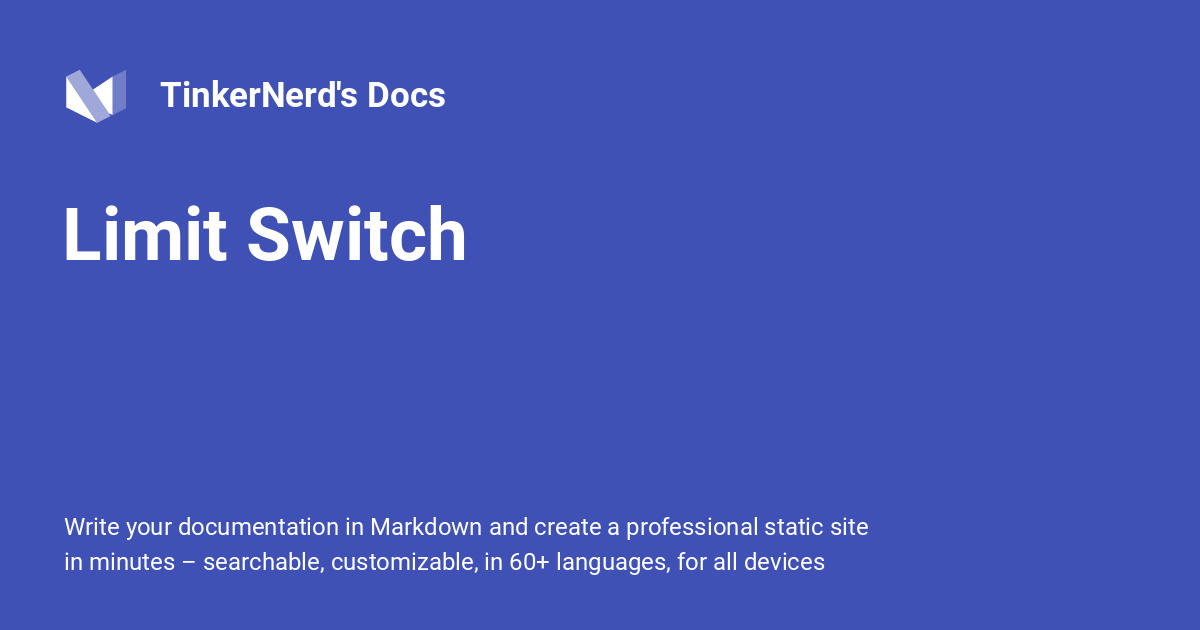 TinkerNerd's Docs
Limit Switch
Write your documentation in Markdown and create a professional static site
in minutes – searchable, customizable, in 60+ languages, for all devices